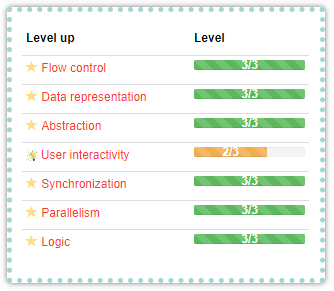 Level up Level
Flow control 3/3
Data representation 3/3
Abstraction 3/3
User interactivity 2/3
Synchronization 3/3
Parallelism 3/3
Logic 3/3